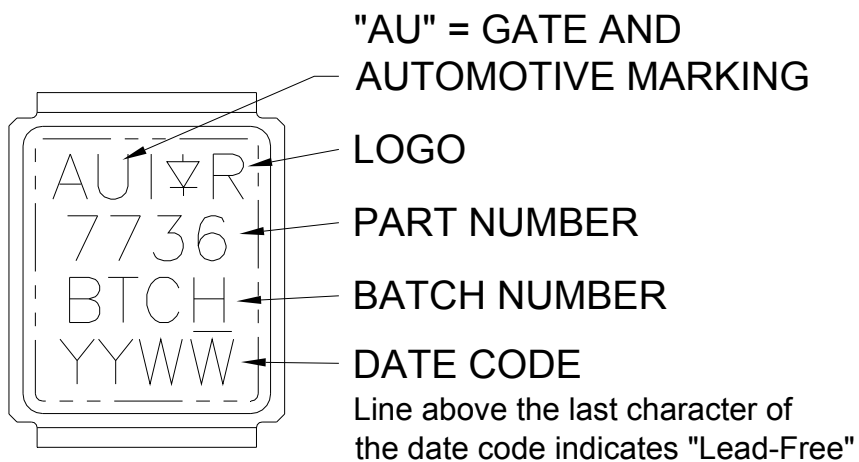 "AU" = GATE AND
AUTOMOTIVE MARKING
AUI R
LOGO
7736
PART NUMBER
BTCH
BATCH NUMBER
YYWW
DATE CODE
Line above the last character of
the date code indicates "Lead-Free"